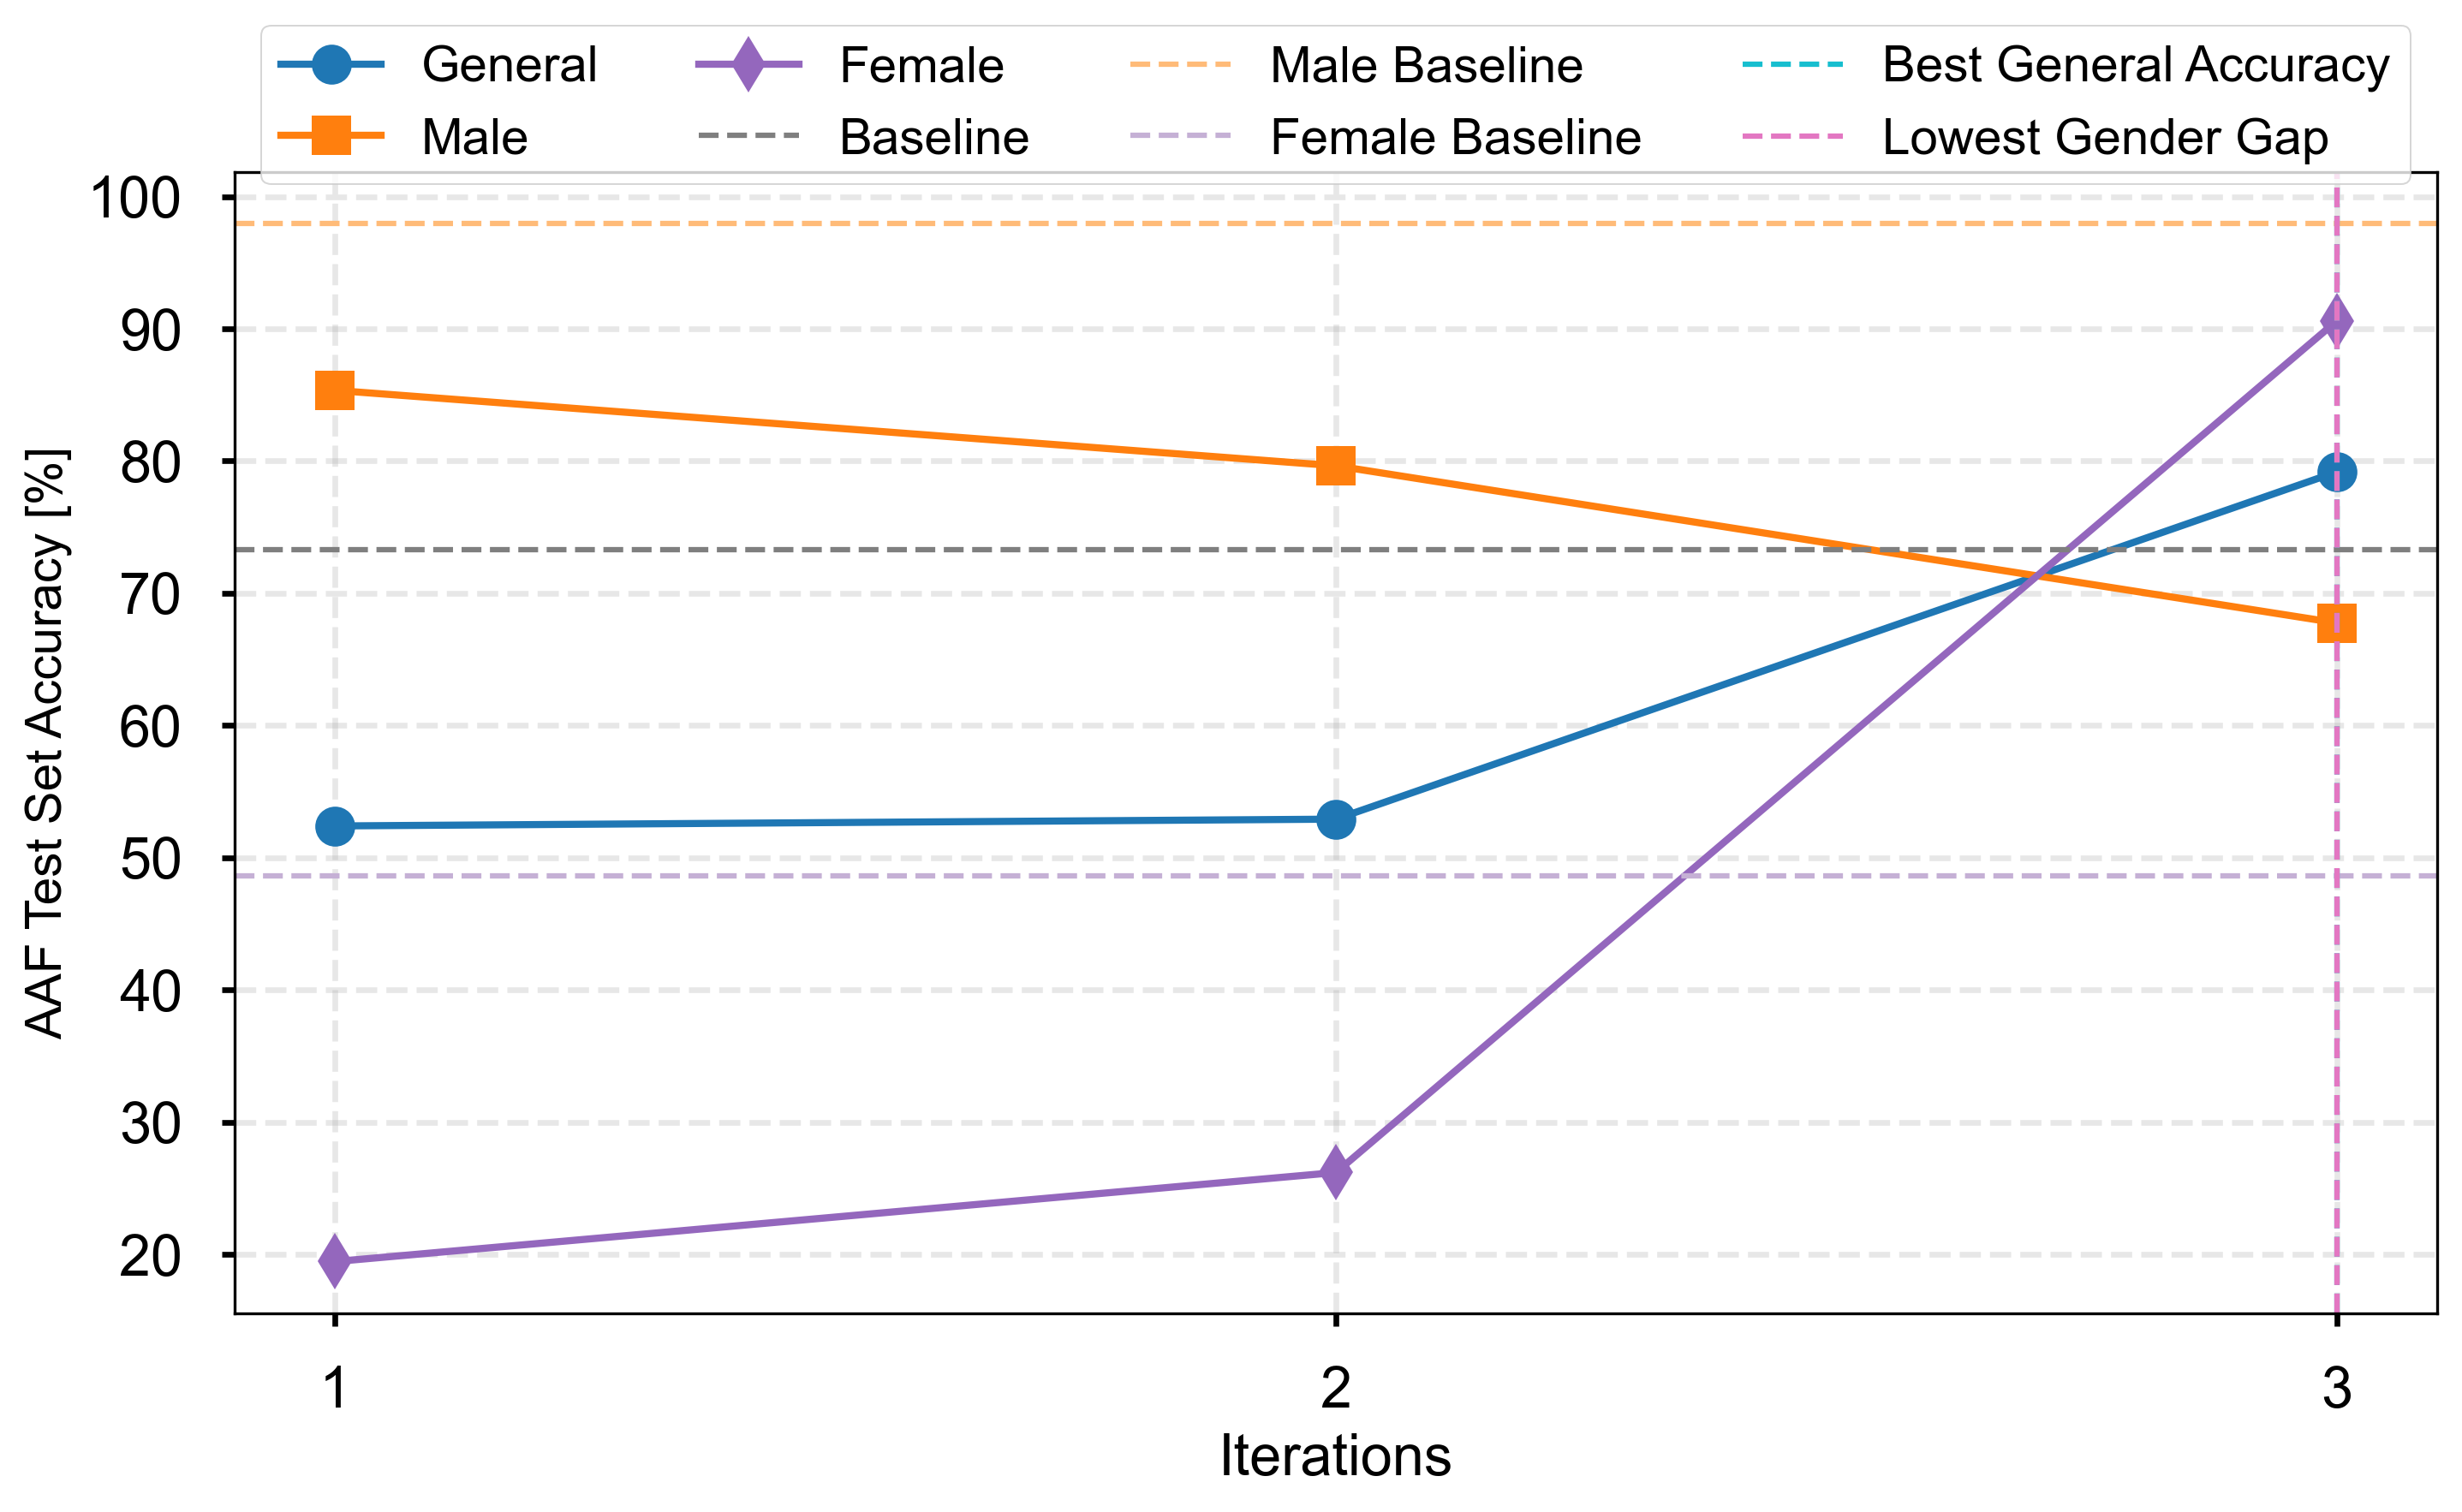 General Female Male Baseline Best General Accuracy
Male Baseline Female Baseline Lowest Gender Gap
100
90
80
70
60
50
40
30
20
AAF Test Set Accuracy [%]
1 2 3
Iterations